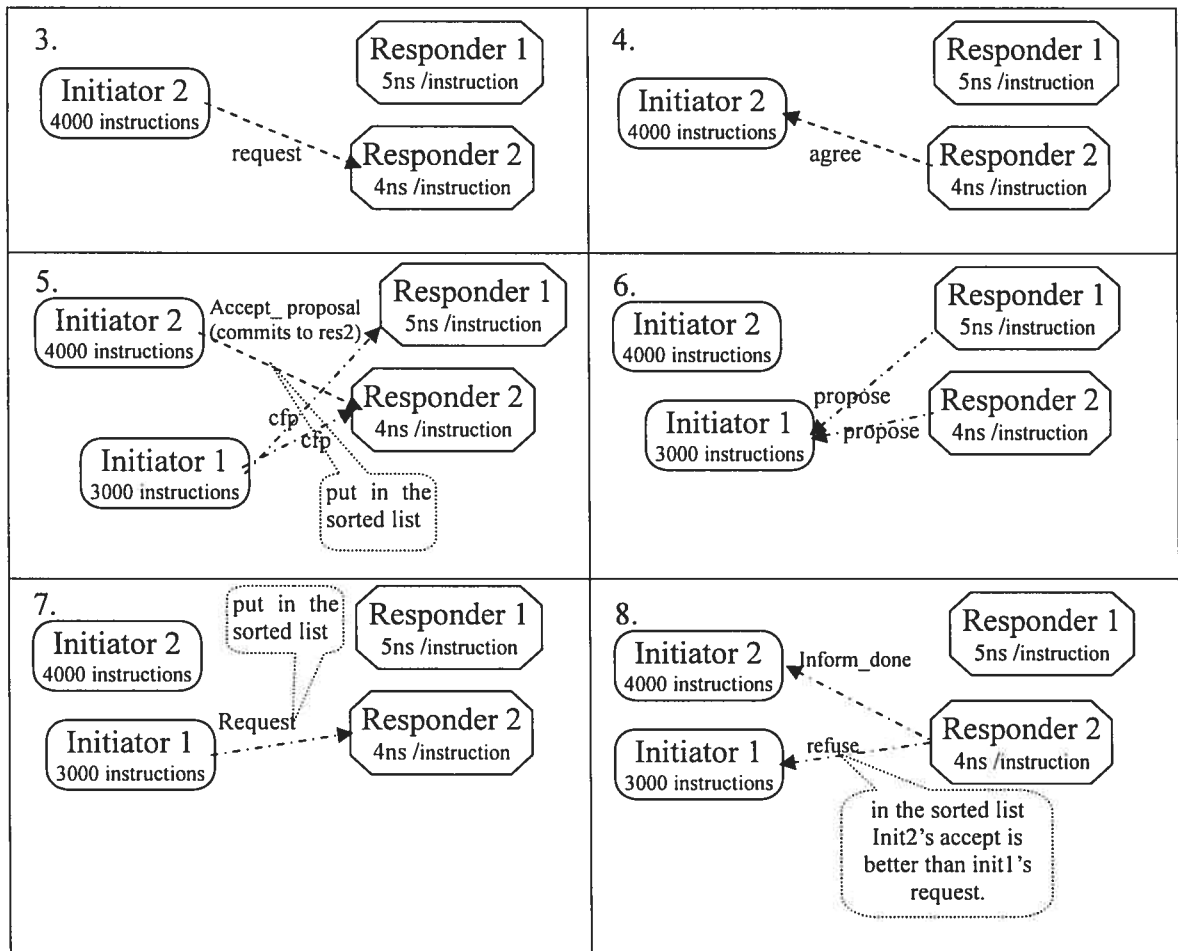 3.
Responder 1
5ns /instruction
Initiator 2
4000 instructions
request
Responder 2
4ns /instruction
4.
Responder 1
5ns /instruction
Initiator 2
4000 instructions
agree
Responder 2
4ns /instruction
5.
Accept_ proposal
(commits to res2)
Responder 1
5ns /instruction
Initiator 2
4000 instructions
Responder 2
4ns /instruction
cfp
cfp
Initiator 1
3000 instructions
put in the
sorted list
6.
Responder 1
5ns /instruction
Initiator 2
4000 instructions
propose
Responder 2
4ns /instruction
propose
Initiator 1
3000 instructions
7.
put in the
sorted list
Responder 1
5ns /instruction
Initiator 2
4000 instructions
Request
Responder 2
4ns /instruction
Initiator 1
3000 instructions
8.
Responder 1
5ns /instruction
Initiator 2
4000 instructions
Inform_done
Responder 2
4ns /instruction
Initiator 1
3000 instructions
refuse
in the sorted list
Init2's accept is
better than init1's
request.